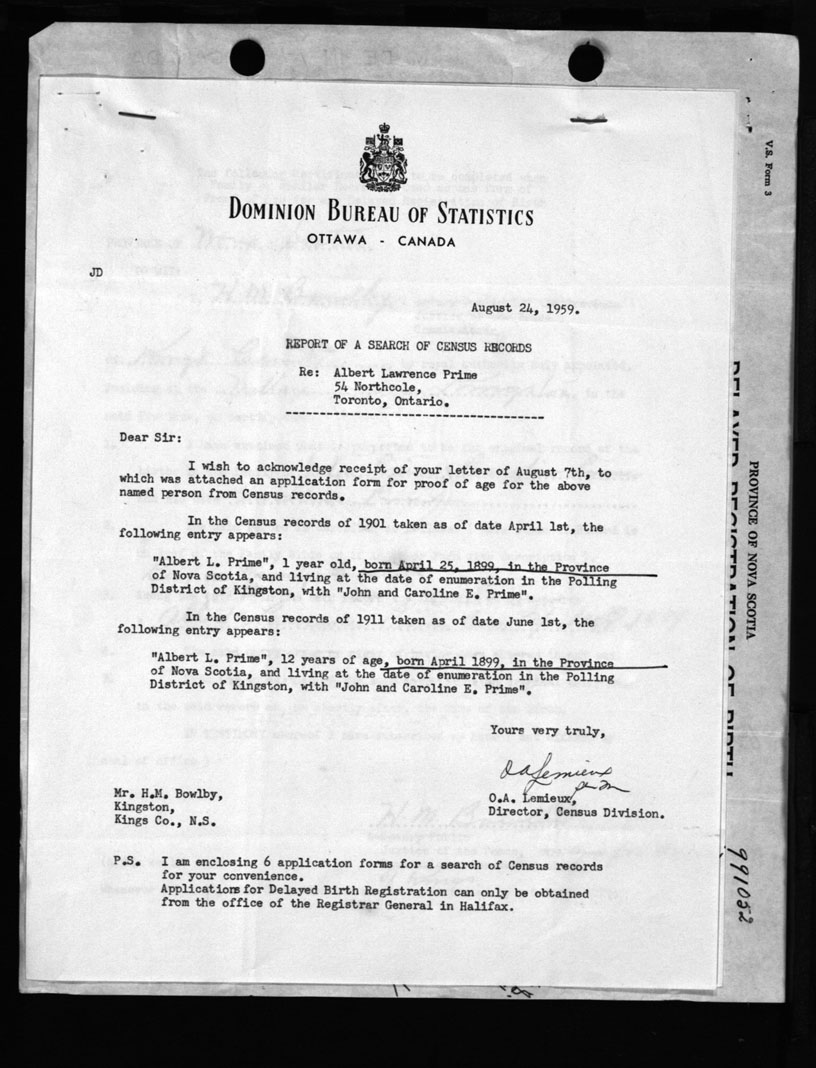 DOMINION BUREAU OF STATISTICS
OTTAWA - CANADA
JD
August 24, 1959.
REPORT OF A SEARCH OF CENSUS RECORDS
Re: Albert Lawrence Prime
54 Northcole,
Toronto, Ontario.
Dear Sir:
I wish to acknowledge receipt of your letter of August 7th, to
which was attached an application form for proof of age for the above
named person from Census records.
In the Census records of 1901 taken as of date April 1st, the
following entry appears:
"Albert L. Prime", 1 year old, born April 25, 1899, in the Province
of Nova Scotia, and living at the date of enumeration in the Polling
District of Kingston, with "John and Caroline E. Prime".
In the Census records of 1911 taken as of date June 1st, the
following entry appears:
"Albert L. Prime", 12 years of age, born April 1899, in the Province
of Nova Scotia, and living at the date of enumeration in the Polling
District of Kingston, with "John and Caroline E. Prime".
Yours very truly,
O A Lemieux
O.A. Lemieux,
Director, Census Division.
Mr. H.M. Bowlby,
Kingston,
Kings Co., N.S.
P.S. I am enclosing 6 application forms for a search of Census records
for your convenience.
Applications for Delayed Birth Registration can only be obtained
from the office of the Registrar General in Halifax.
V.S. Form 3
PROVINCE OF NOVA SCOTIA
DELAYED REGISTRATION OF BIRTH
991052